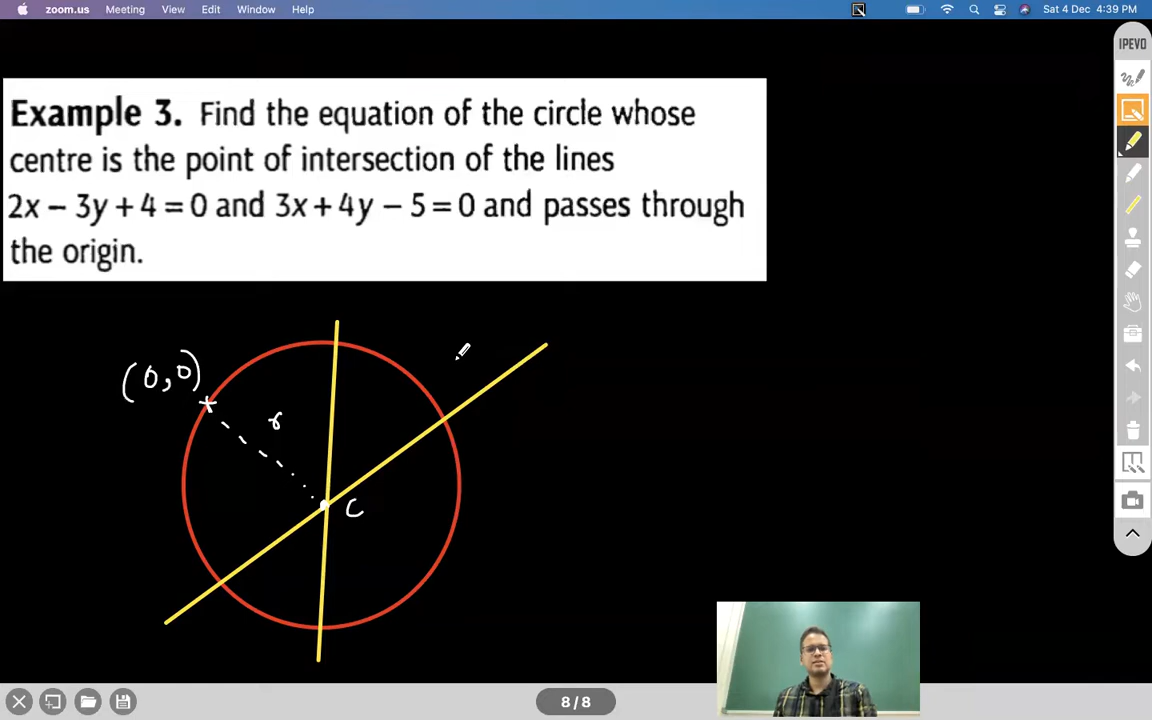 zoom.us Meeting View Edit Window Help Sat 4 Dec 4:39 PM
IPEVO
Example 3. Find the equation of the circle whose
centre is the point of intersection of the lines
2x − 3y + 4 = 0 and 3x + 4y − 5 = 0 and passes through
the origin.
(0,0)
r
C
8 / 8